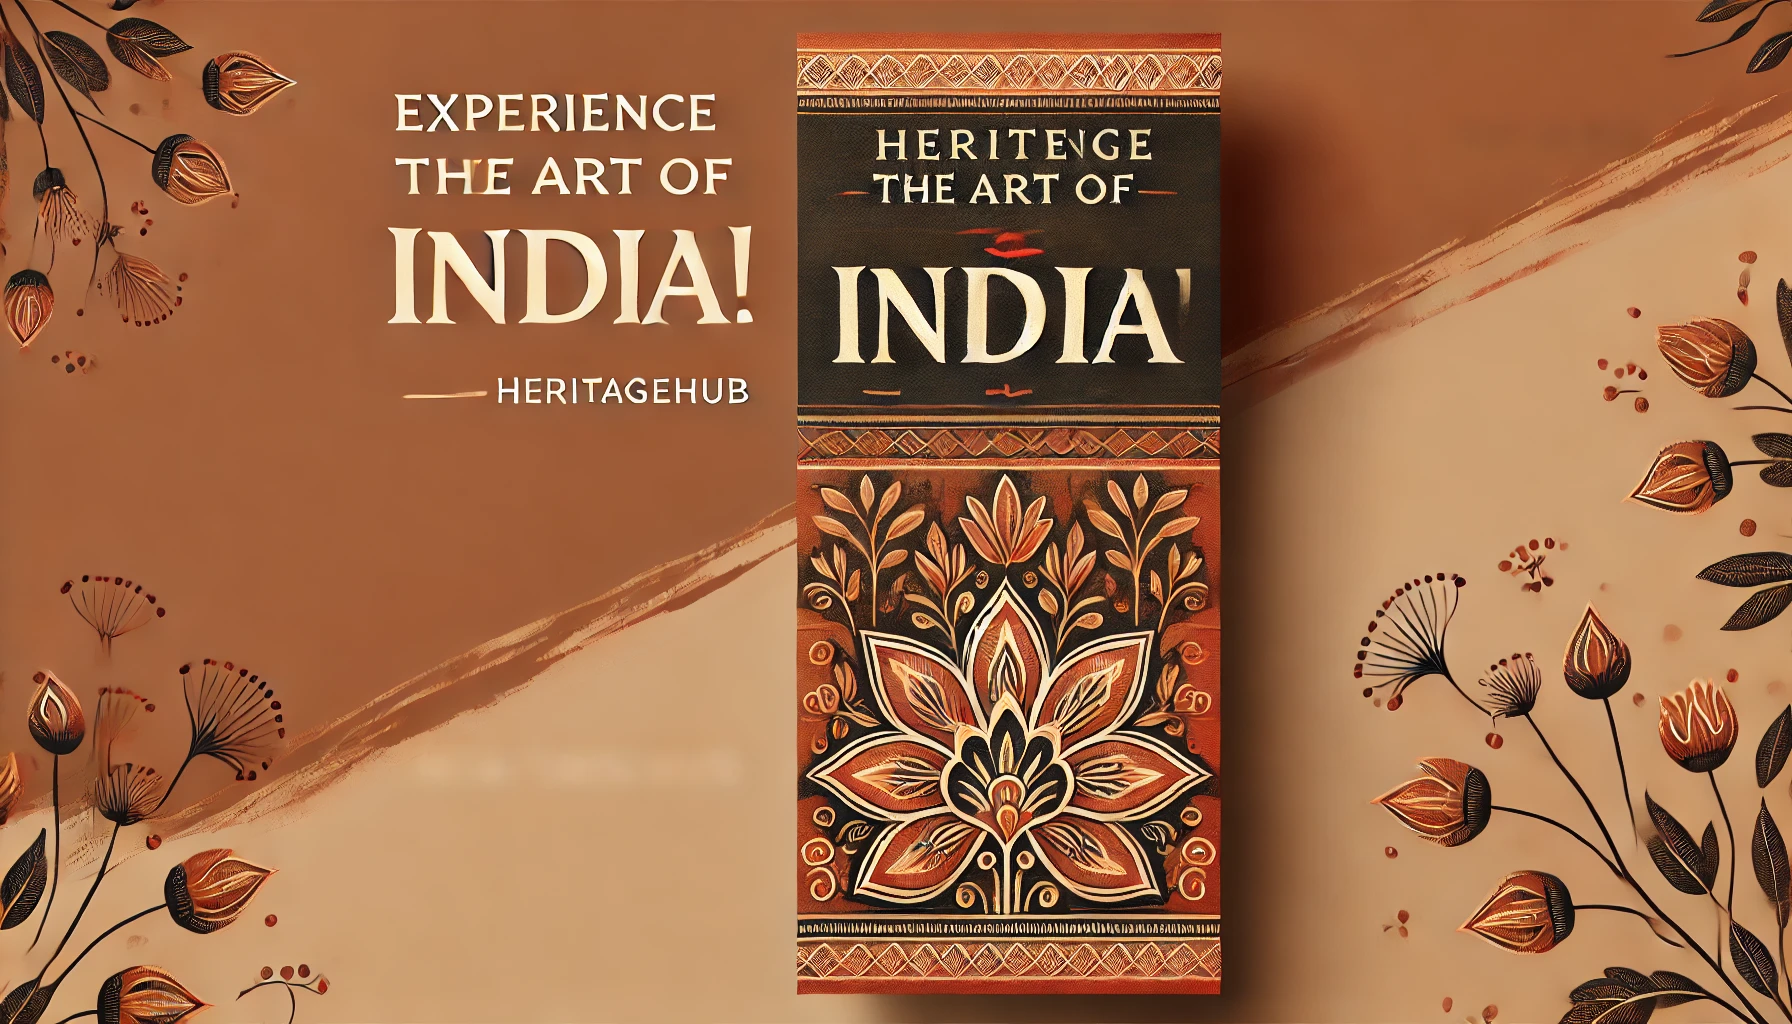 EXPERIENCE
THE ART OF
INDIA!
HERITAGEHUB
HERITENGE
THE ART OF
INDIA'